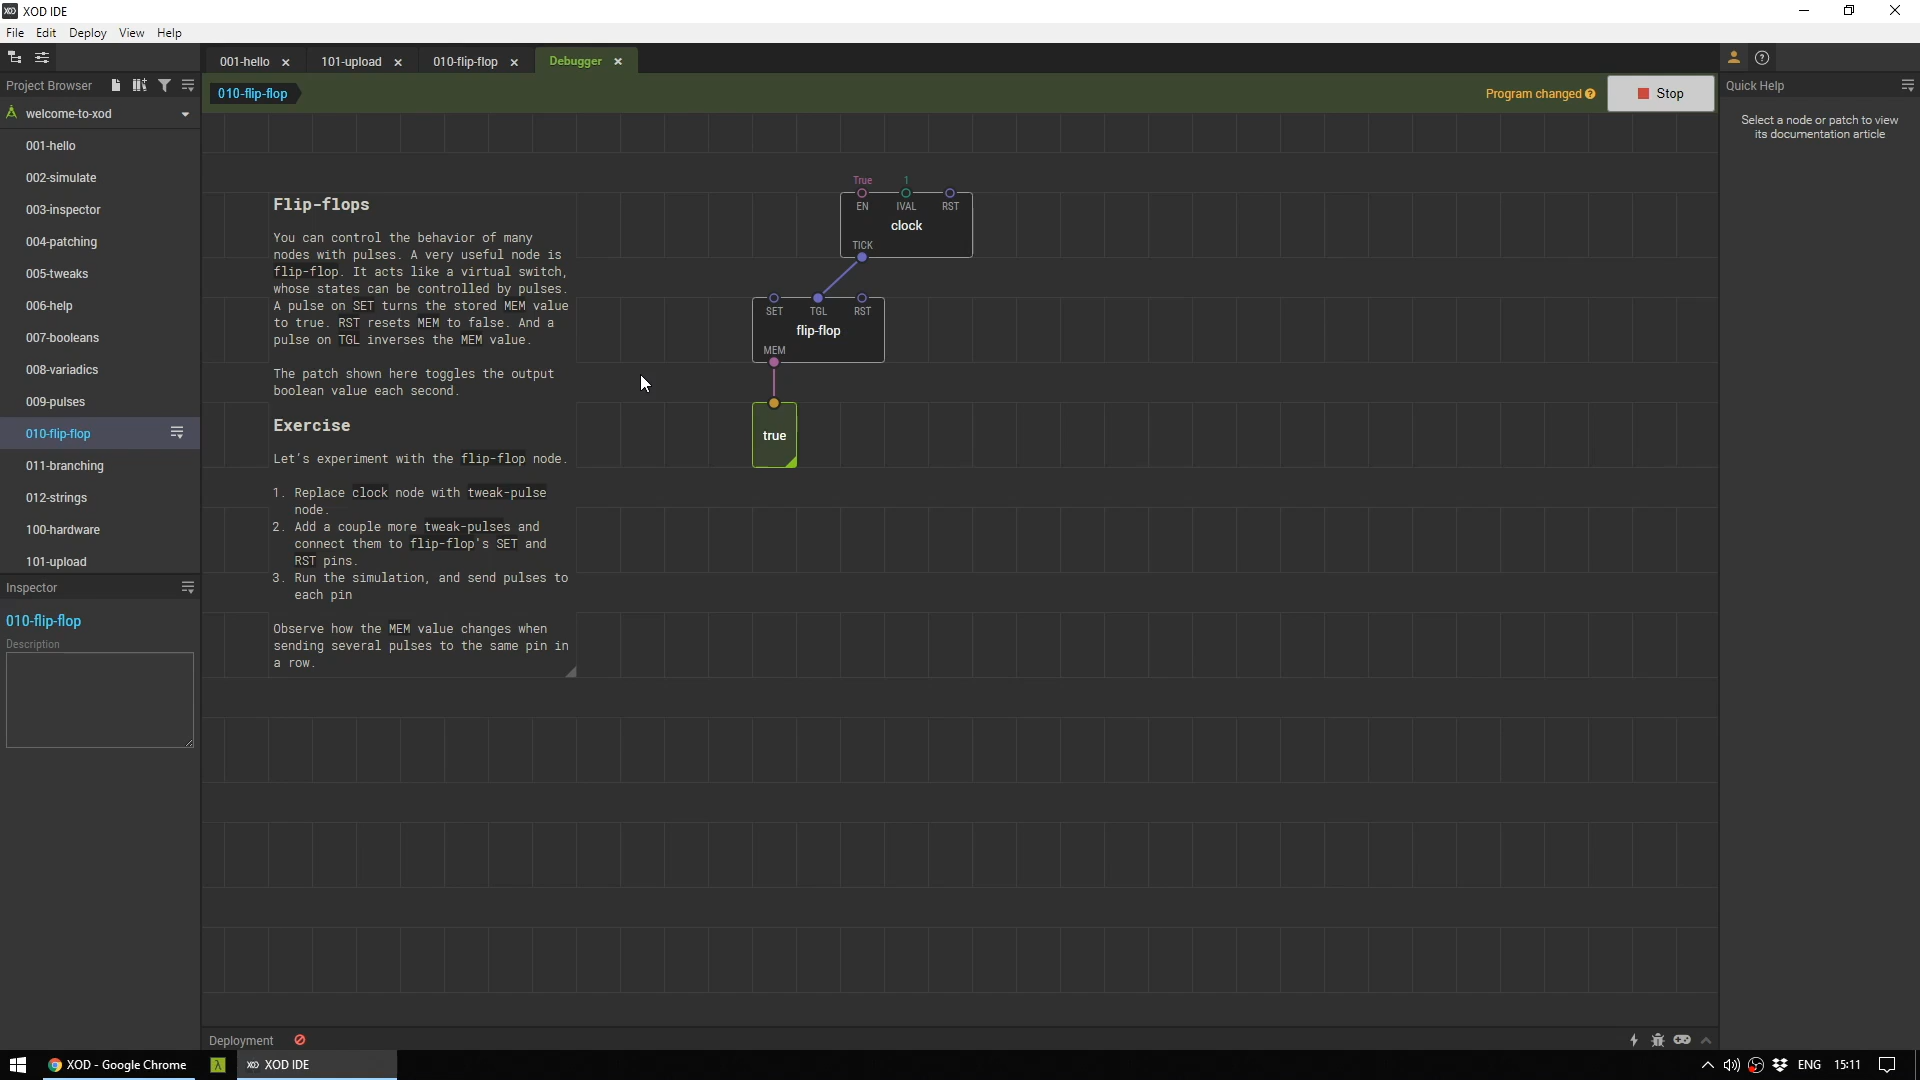 XOD IDE
File Edit Deploy View Help
001-hello 101-upload 010-flip-flop Debugger
Project Browser
010-flip-flop
Program changed
Stop
Quick Help
Select a node or patch to view
its documentation article
welcome-to-xod
001-hello
002-simulate
003-inspector
004-patching
005-tweaks
006-help
007-booleans
008-variadics
009-pulses
010-flip-flop
011-branching
012-strings
100-hardware
101-upload
Inspector
010-flip-flop
Description
Flip-flops
You can control the behavior of many
nodes with pulses. A very useful node is
flip-flop. It acts like a virtual switch,
whose states can be controlled by pulses.
A pulse on SET turns the stored MEM value
to true. RST resets MEM to false. And a
pulse on TGL inverses the MEM value.
The patch shown here toggles the output
boolean value each second.
Exercise
Let's experiment with the flip-flop node.
1. Replace clock node with tweak-pulse
node.
2. Add a couple more tweak-pulses and
connect them to flip-flop's SET and
RST pins.
3. Run the simulation, and send pulses to
each pin
Observe how the MEM value changes when
sending several pulses to the same pin in
a row.
True 1
EN IVAL RST
clock
TICK
SET TGL RST
flip-flop
MEM
true
Deployment
XOD - Google Chrome
λ
XOD IDE
ENG 15:11